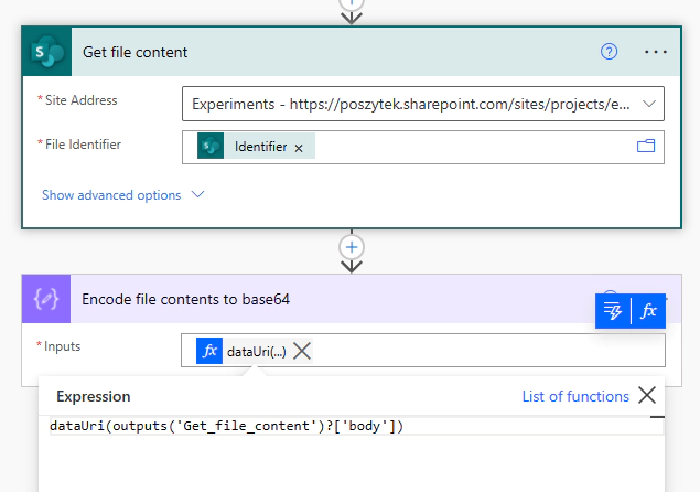 Get file content
*Site Address
Experiments - https://poszytek.sharepoint.com/sites/projects/e...
*File Identifier
Identifier
Show advanced options
Encode file contents to base64
fx
*Inputs
fx dataUri(...)
Expression
List of functions
dataUri(outputs('Get_file_content')?['body'])